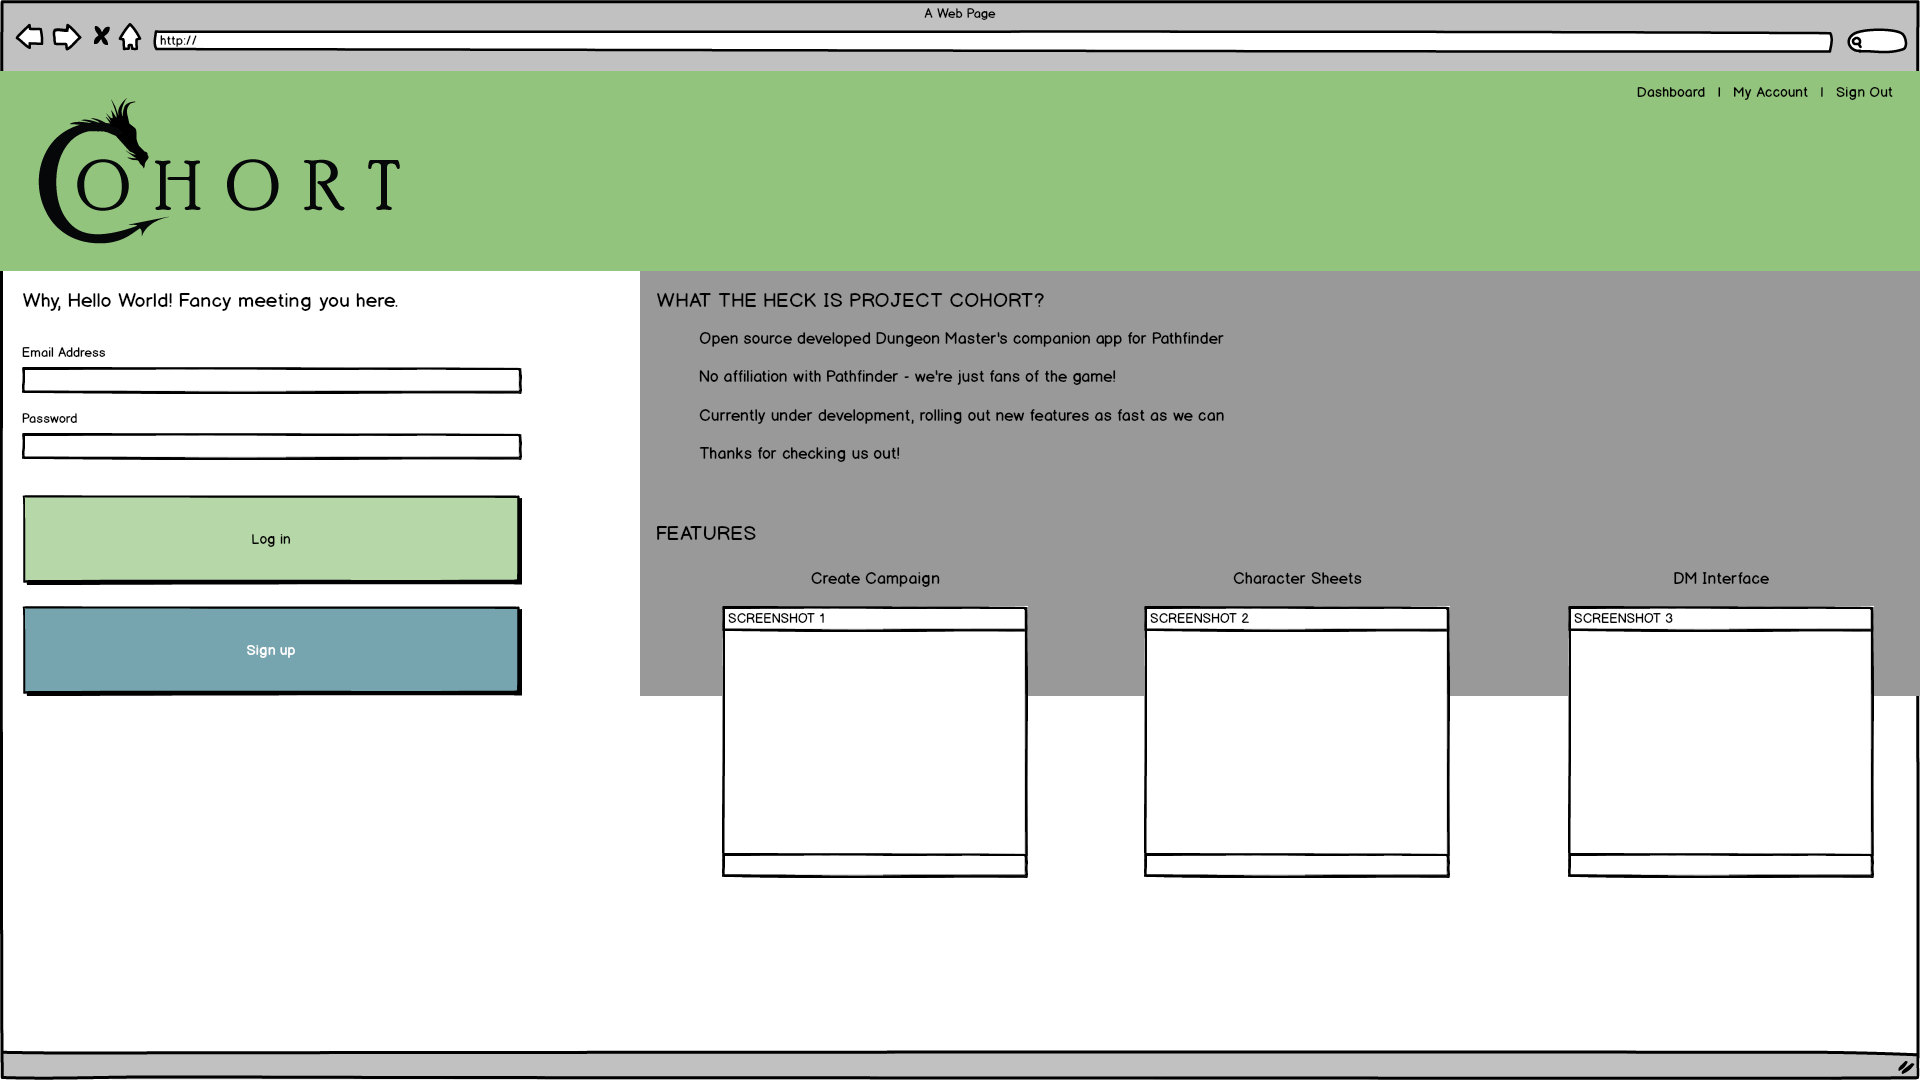 A Web Page
http://
Dashboard | My Account | Sign Out
COHORT
Why, Hello World! Fancy meeting you here.
Email Address
Password
Log in
Sign up
WHAT THE HECK IS PROJECT COHORT?
Open source developed Dungeon Master's companion app for Pathfinder
No affiliation with Pathfinder - we're just fans of the game!
Currently under development, rolling out new features as fast as we can
Thanks for checking us out!
FEATURES
Create Campaign
Character Sheets
DM Interface
SCREENSHOT 1
SCREENSHOT 2
SCREENSHOT 3